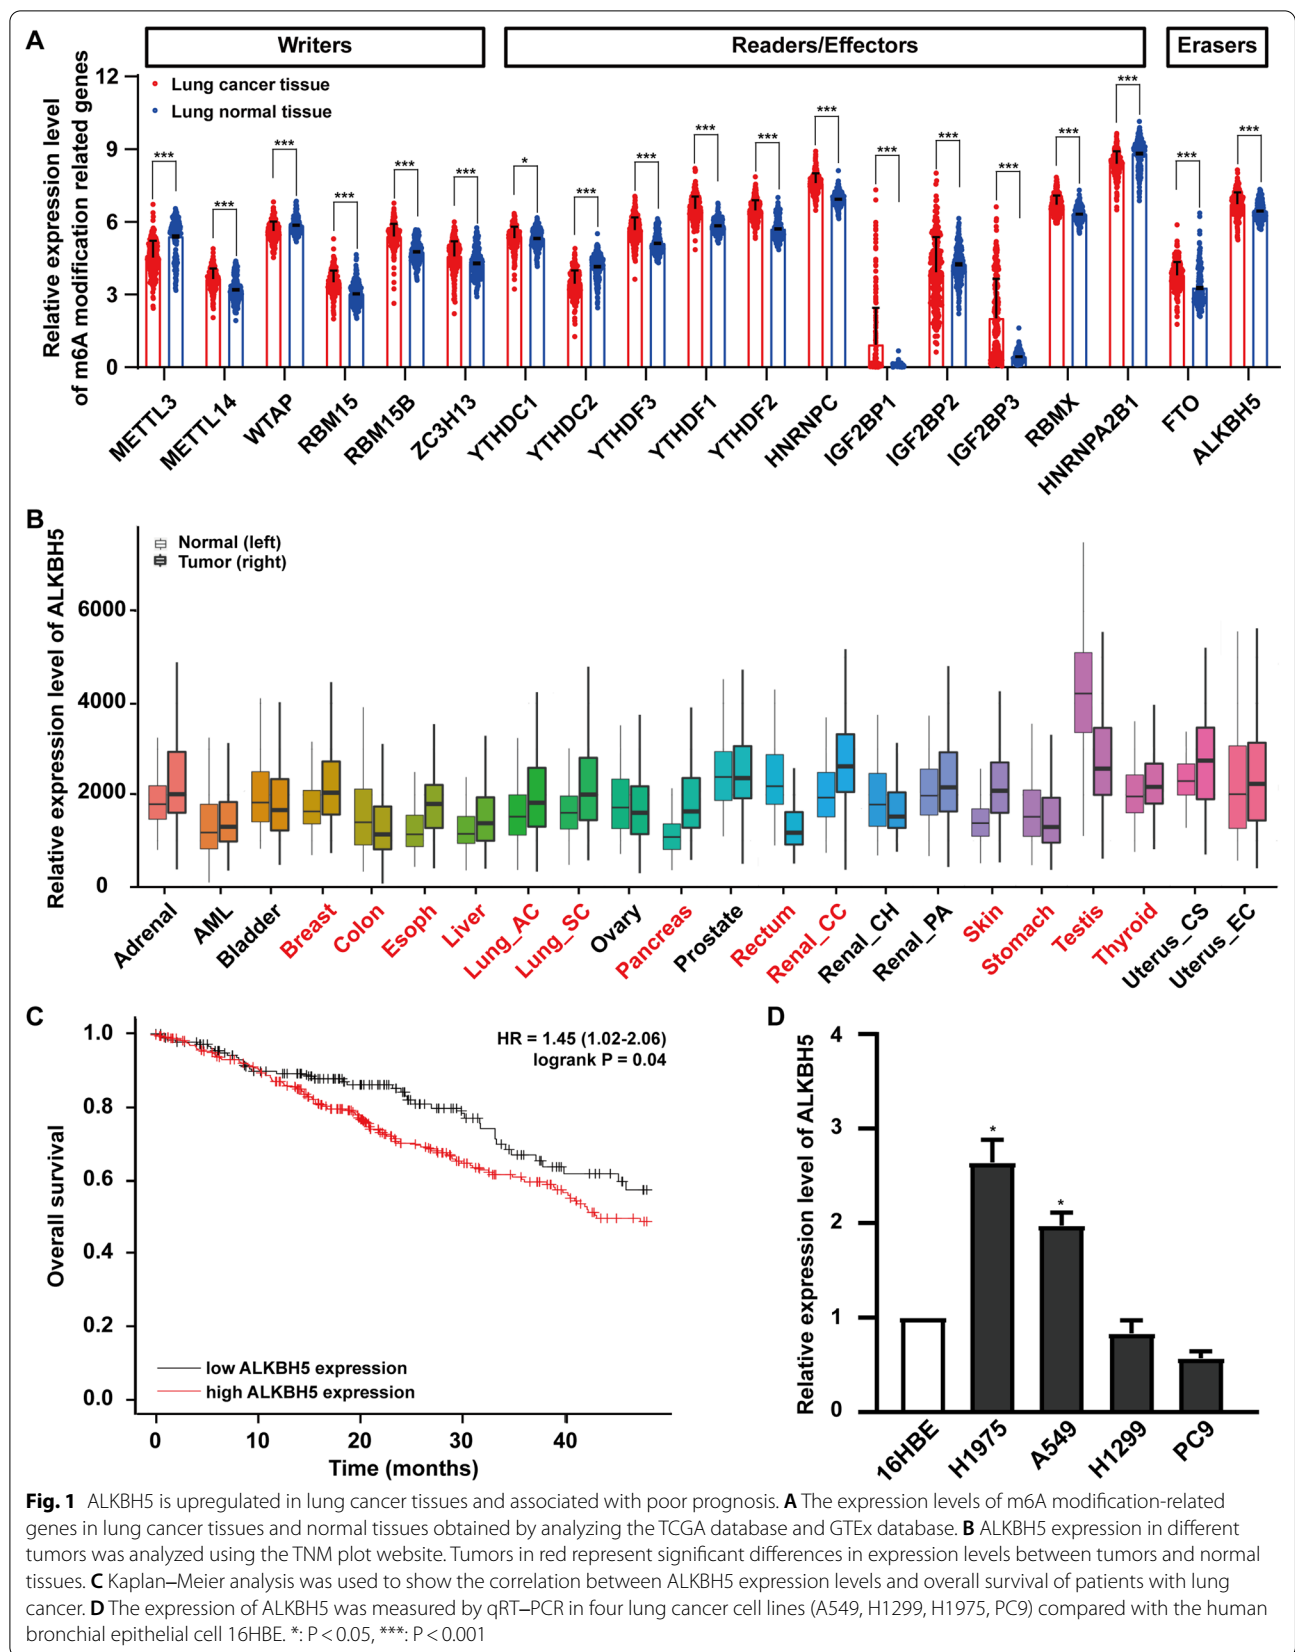 A
Writers
Readers/Effectors
Erasers
Relative expression level
of m6A modification related genes
12
9
6
3
0
Lung cancer tissue
Lung normal tissue
***
***
***
***
***
***
*
***
***
***
***
***
***
***
***
***
***
***
***
METTL3
METTL14
WTAP
RBM15
RBM15B
ZC3H13
YTHDC1
YTHDC2
YTHDF3
YTHDF1
YTHDF2
HNRNPC
IGF2BP1
IGF2BP2
IGF2BP3
RBMX
HNRNPA2B1
FTO
ALKBH5
B
Relative expression level of ALKBH5
Normal (left)
Tumor (right)
6000
4000
2000
0
Adrenal
AML
Bladder
Breast
Colon
Esoph
Liver
Lung_AC
Lung_SC
Ovary
Pancreas
Prostate
Rectum
Renal_CC
Renal_CH
Renal_PA
Skin
Stomach
Testis
Thyroid
Uterus_CS
Uterus_EC
C
Overall survival
1.0
0.8
0.6
0.4
0.2
0.0
HR = 1.45 (1.02-2.06)
logrank P = 0.04
low ALKBH5 expression
high ALKBH5 expression
0
10
20
30
40
Time (months)
D
Relative expression level of ALKBH5
4
3
2
1
0
*
*
16HBE
H1975
A549
H1299
PC9
Fig. 1 ALKBH5 is upregulated in lung cancer tissues and associated with poor prognosis. A The expression levels of m6A modification-related
genes in lung cancer tissues and normal tissues obtained by analyzing the TCGA database and GTEx database. B ALKBH5 expression in different
tumors was analyzed using the TNM plot website. Tumors in red represent significant differences in expression levels between tumors and normal
tissues. C Kaplan–Meier analysis was used to show the correlation between ALKBH5 expression levels and overall survival of patients with lung
cancer. D The expression of ALKBH5 was measured by qRT–PCR in four lung cancer cell lines (A549, H1299, H1975, PC9) compared with the human
bronchial epithelial cell 16HBE. *: P < 0.05, ***: P < 0.001